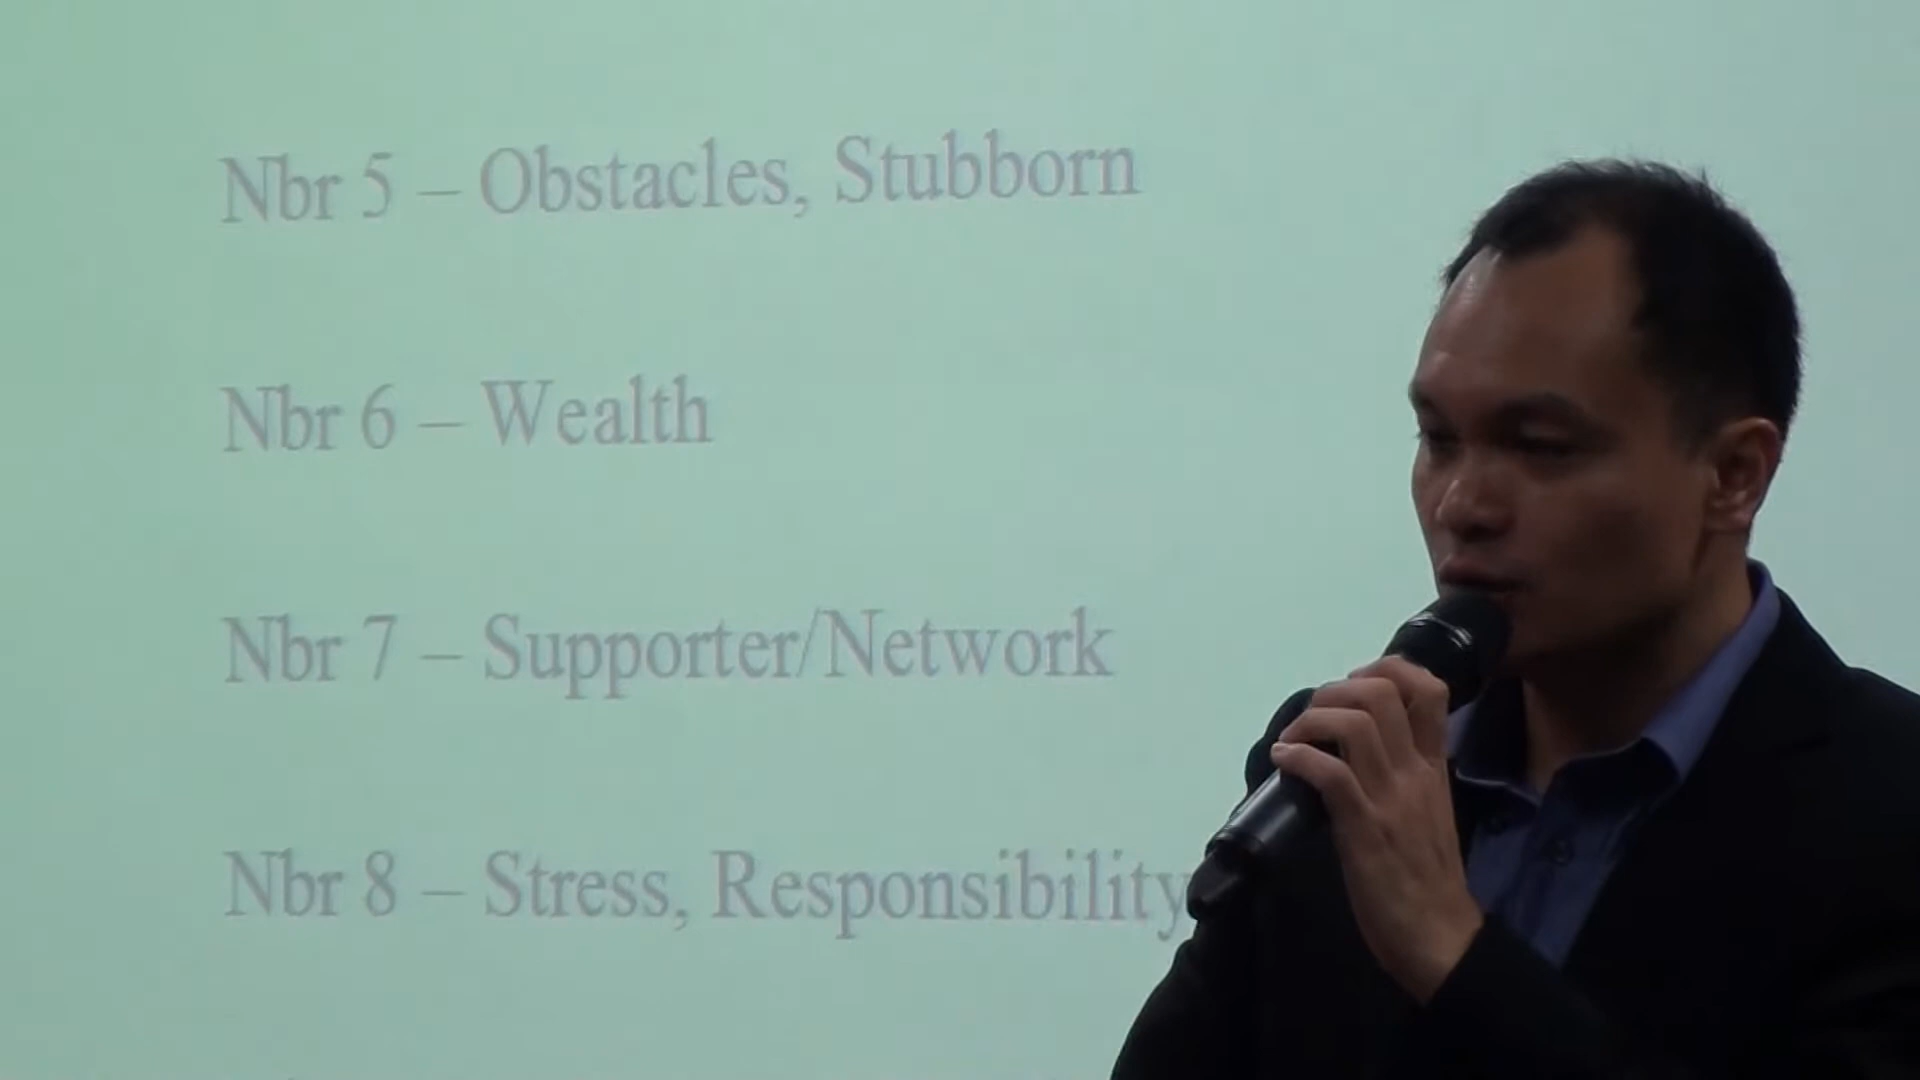 Nbr 5 – Obstacles, Stubborn
Nbr 6 – Wealth
Nbr 7 – Supporter/Network
Nbr 8 – Stress, Responsibility